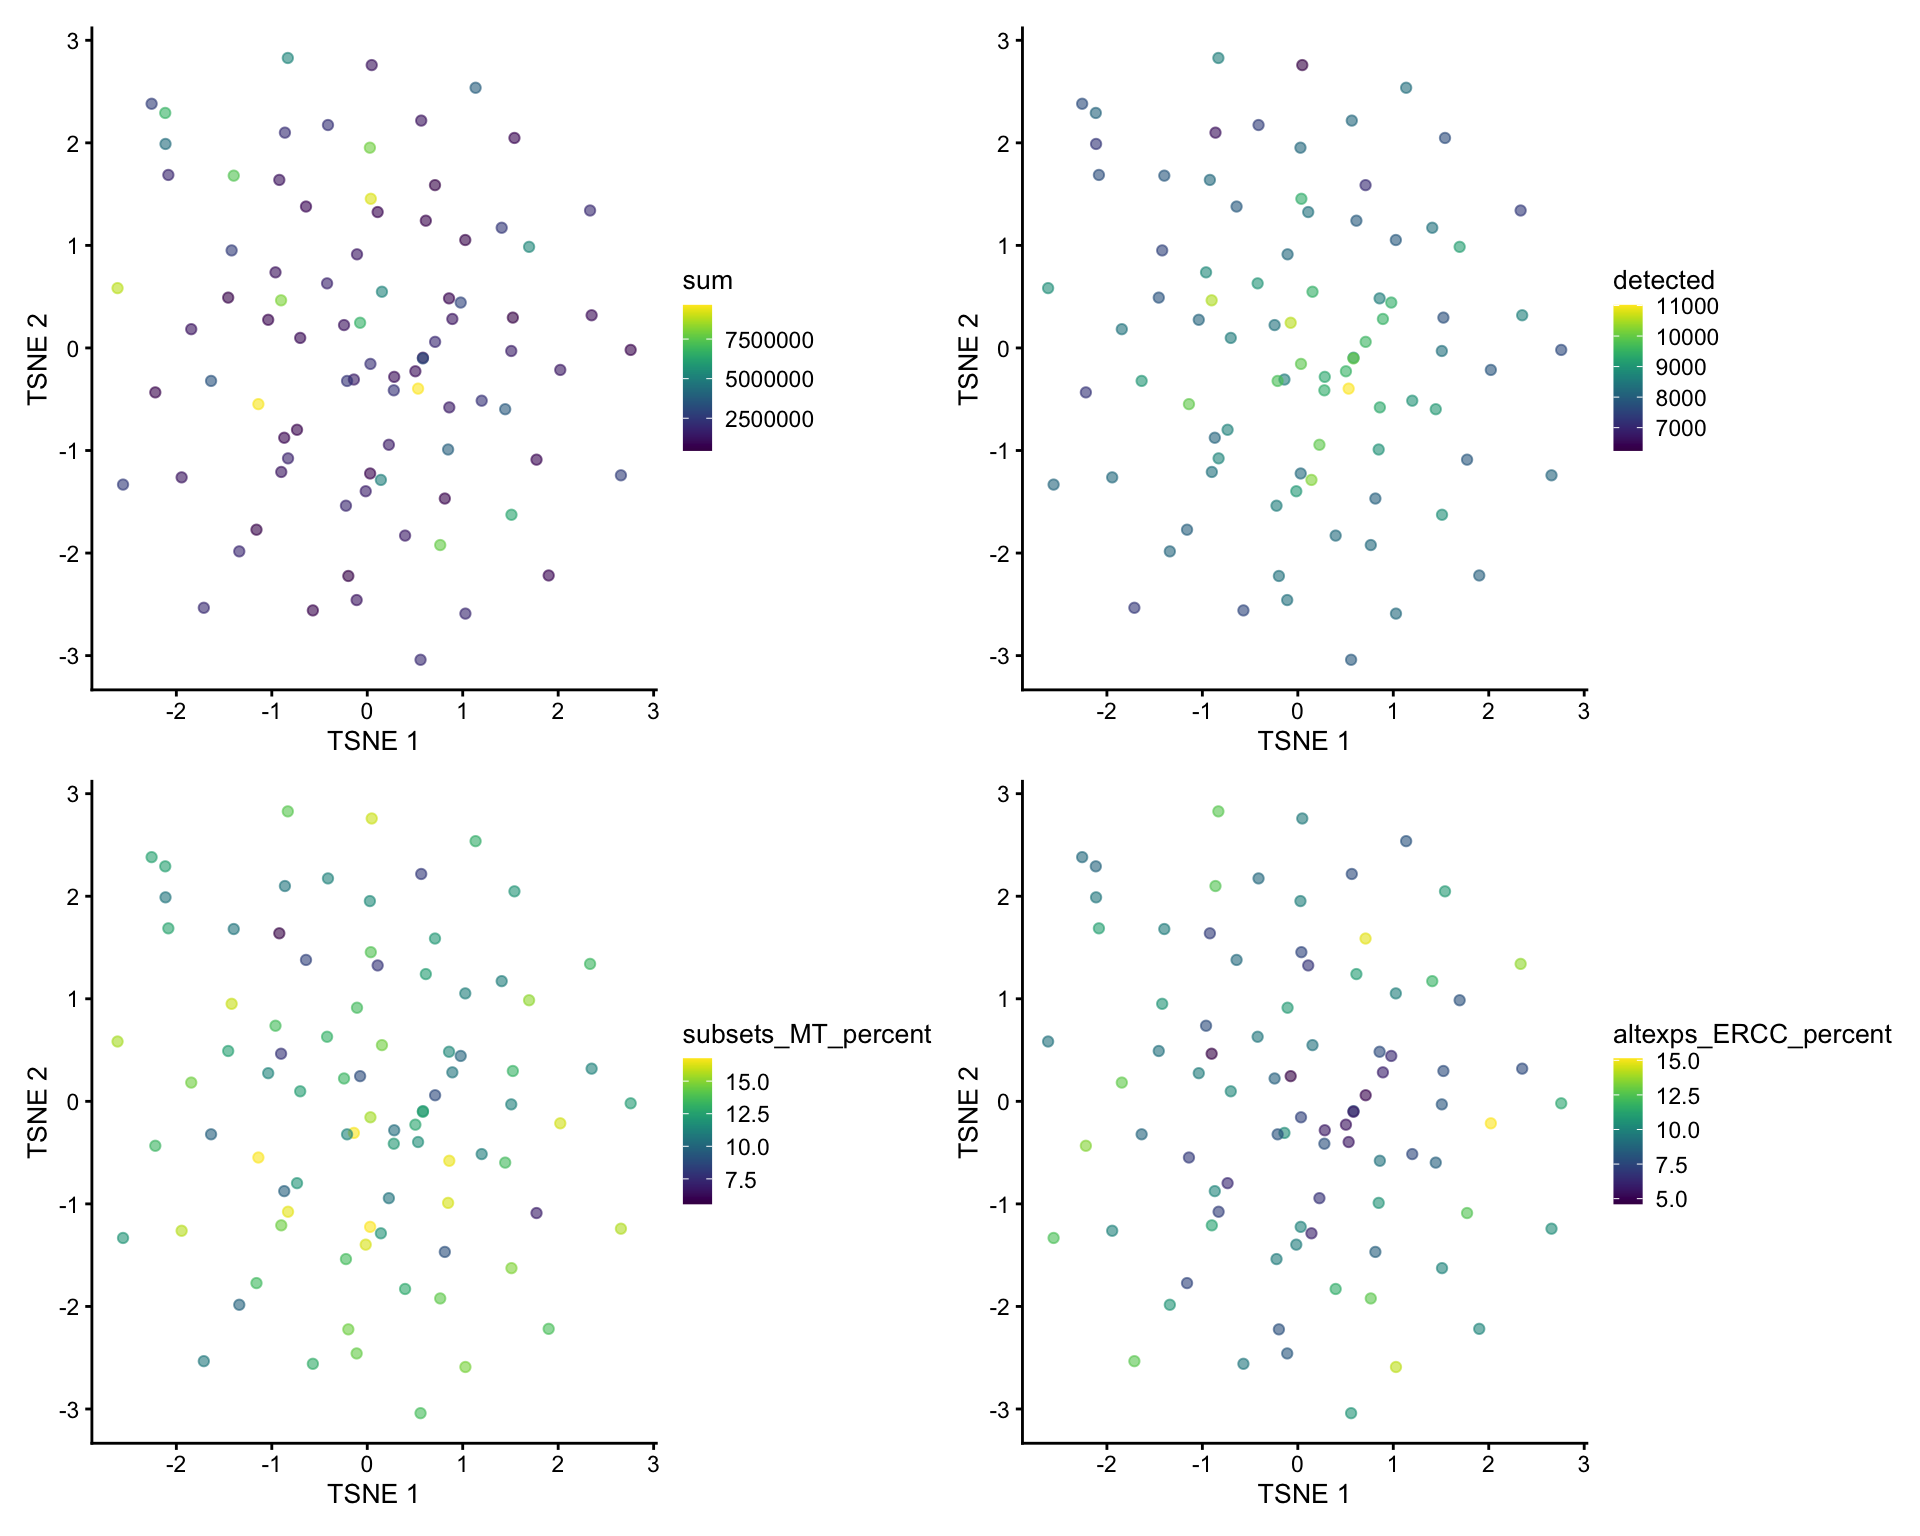 3
2
1
0
-1
-2
-3
TSNE 2
-2 -1 0 1 2 3
TSNE 1
sum
7500000
5000000
2500000
3
2
1
0
-1
-2
-3
TSNE 2
-2 -1 0 1 2 3
TSNE 1
detected
11000
10000
9000
8000
7000
3
2
1
0
-1
-2
-3
TSNE 2
-2 -1 0 1 2 3
TSNE 1
subsets_MT_percent
15.0
12.5
10.0
7.5
3
2
1
0
-1
-2
-3
TSNE 2
-2 -1 0 1 2 3
TSNE 1
altexps_ERCC_percent
15.0
12.5
10.0
7.5
5.0